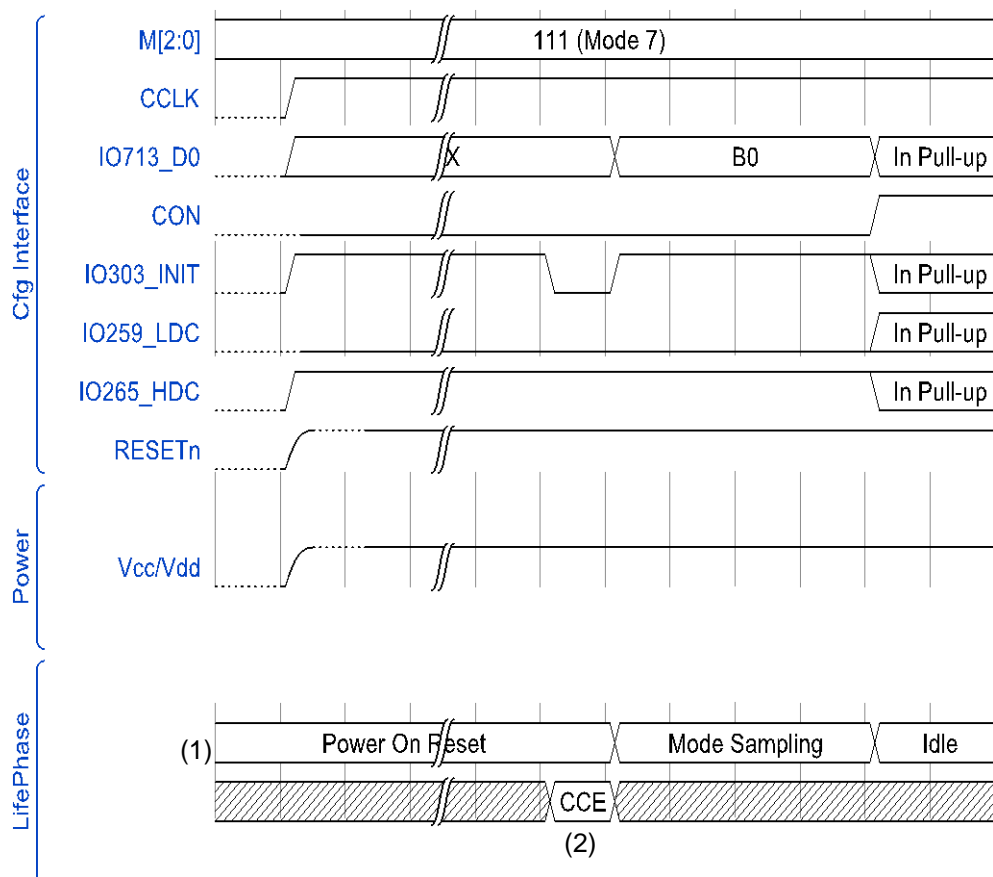 Cfg Interface
M[2:0]
111 (Mode 7)
CCLK
IO713_D0
X
B0
In Pull-up
CON
IO303_INIT
In Pull-up
IO259_LDC
In Pull-up
IO265_HDC
In Pull-up
RESETn
Power
Vcc/Vdd
LifePhase
(1)
Power On Reset
Mode Sampling
Idle
CCE
(2)